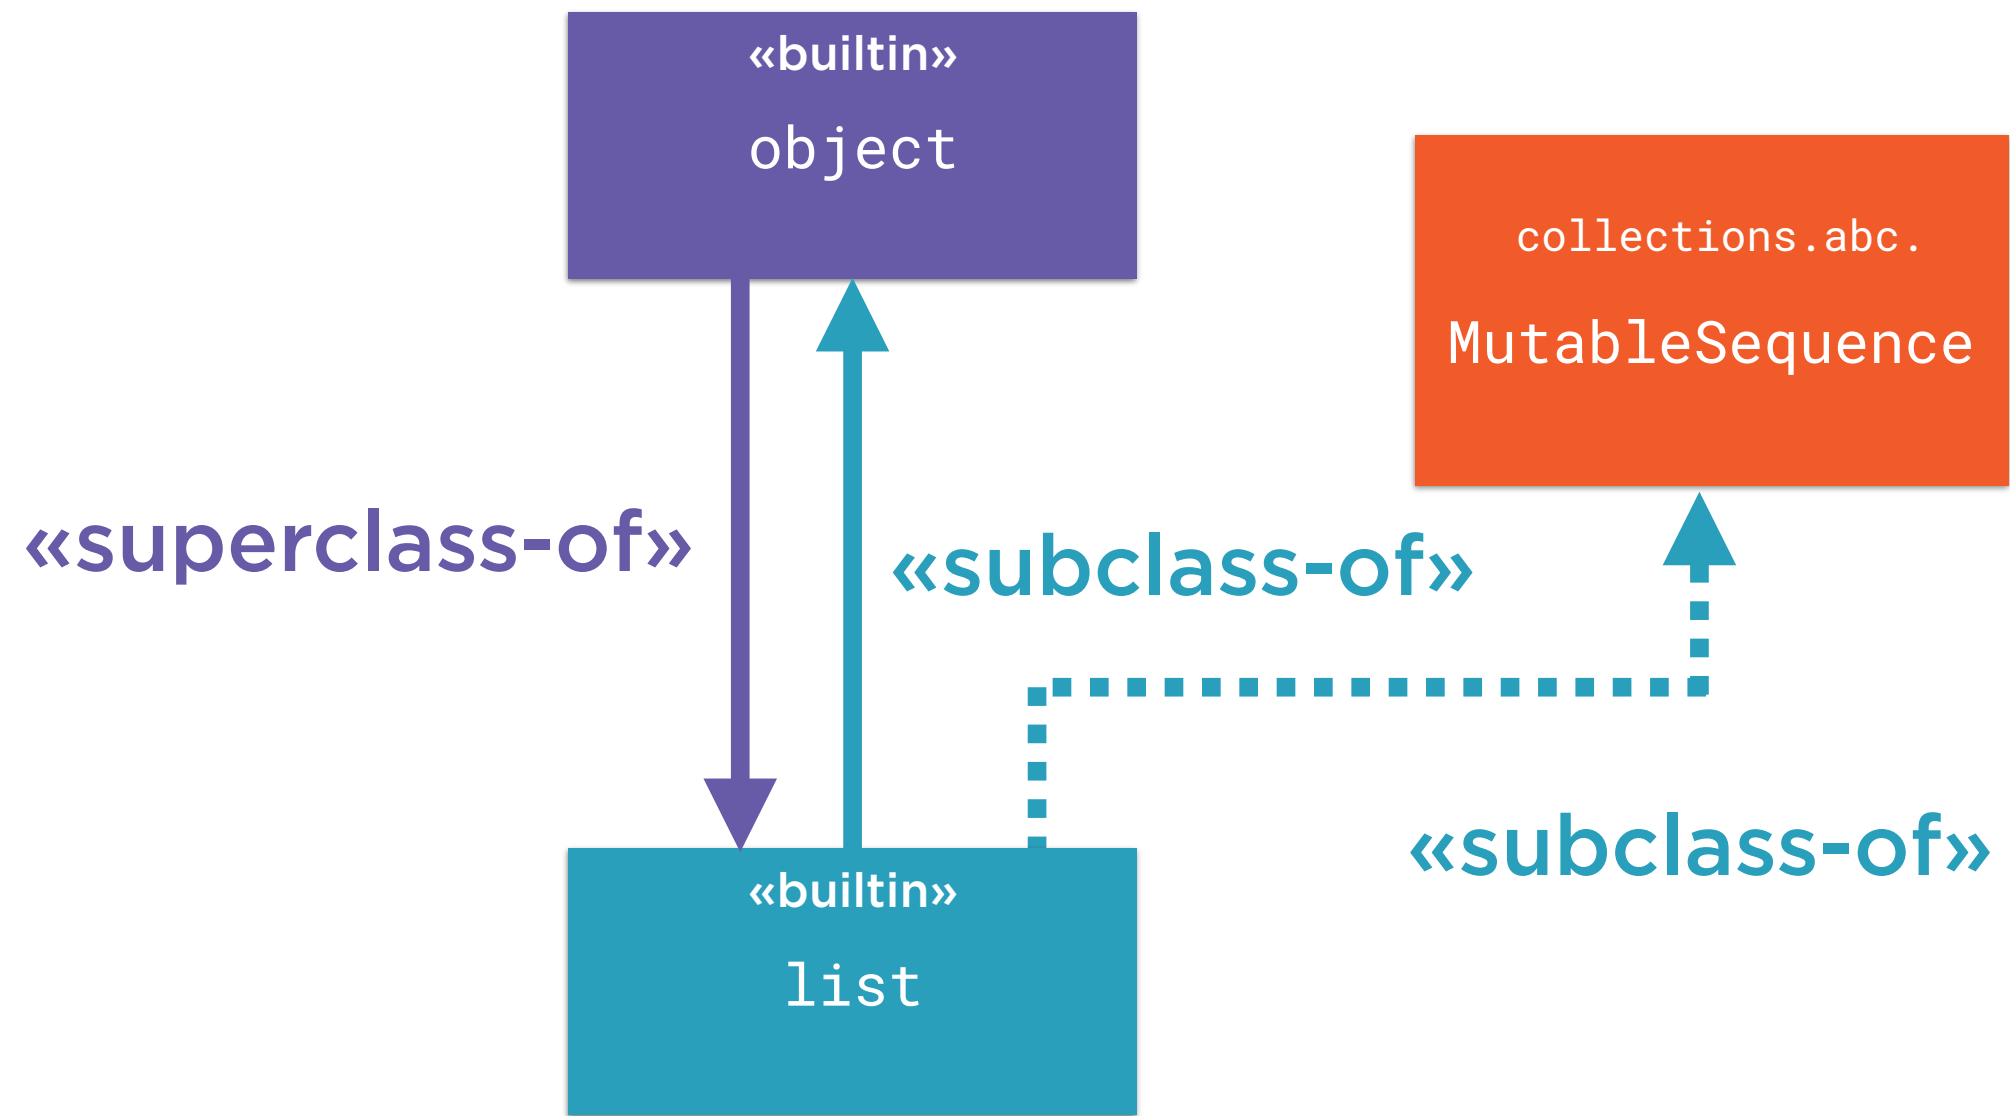 «builtin»
object
collections.abc.
MutableSequence
«superclass-of»
«subclass-of»
«subclass-of»
«builtin»
list